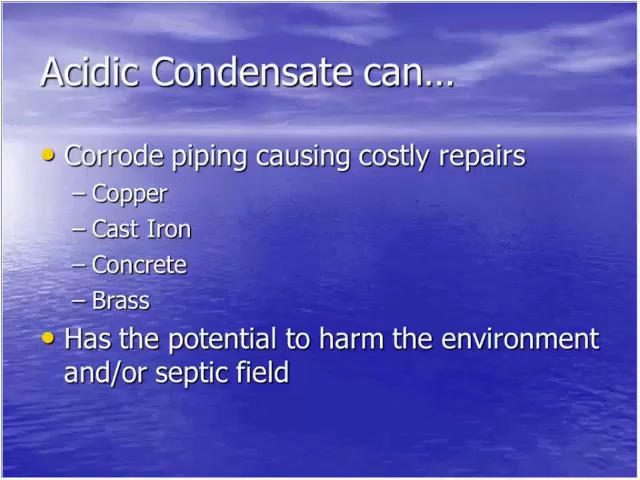 Acidic Condensate can...
• Corrode piping causing costly repairs
– Copper
– Cast Iron
– Concrete
– Brass
• Has the potential to harm the environment
and/or septic field